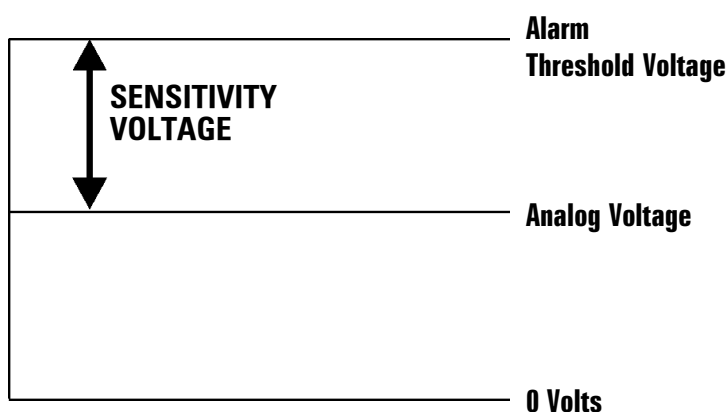 Alarm
Threshold Voltage
SENSITIVITY
VOLTAGE
Analog Voltage
0 Volts